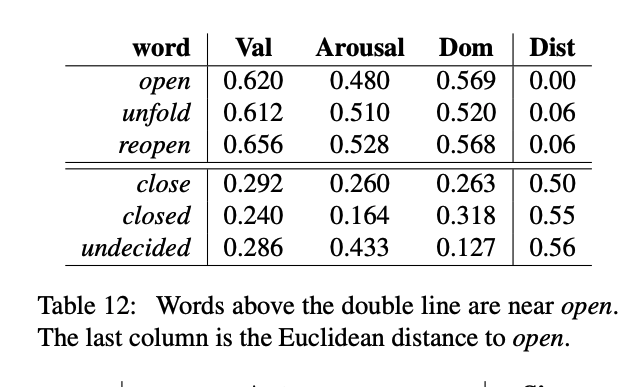 word Val Arousal Dom Dist
open 0.620 0.480 0.569 0.00
unfold 0.612 0.510 0.520 0.06
reopen 0.656 0.528 0.568 0.06
close 0.292 0.260 0.263 0.50
closed 0.240 0.164 0.318 0.55
undecided 0.286 0.433 0.127 0.56
Table 12: Words above the double line are near open.
The last column is the Euclidean distance to open.